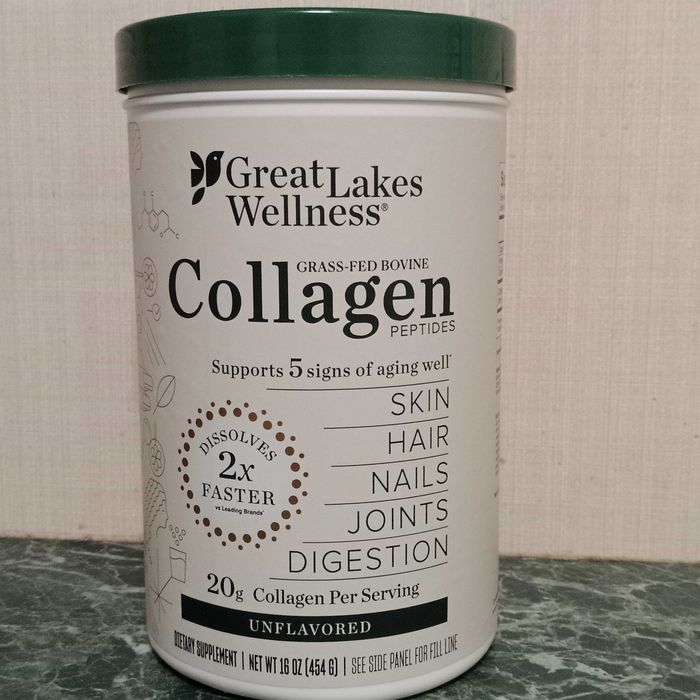 Great Lakes
Wellness®
GRASS-FED BOVINE
Collagen
PEPTIDES
Supports 5 signs of aging well*
SKIN
HAIR
NAILS
JOINTS
DIGESTION
DISSOLVES
2x
FASTER
vs Leading Brands*
20g Collagen Per Serving
UNFLAVORED
DIETARY SUPPLEMENT | NET WT 16 OZ (454 G) | SEE SIDE PANEL FOR FILL LINE